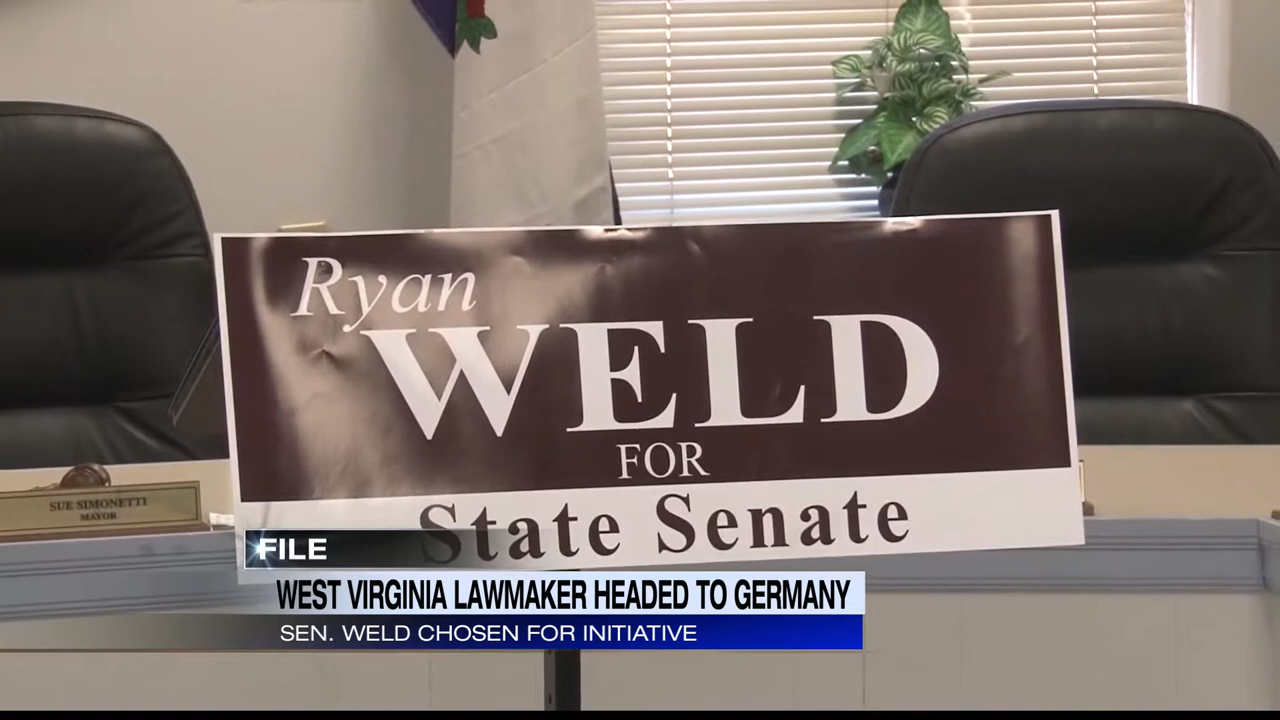 Ryan
WELD
FOR
State Senate
SUE SIMONETTI
MAYOR
FILE
WEST VIRGINIA LAWMAKER HEADED TO GERMANY
SEN. WELD CHOSEN FOR INITIATIVE